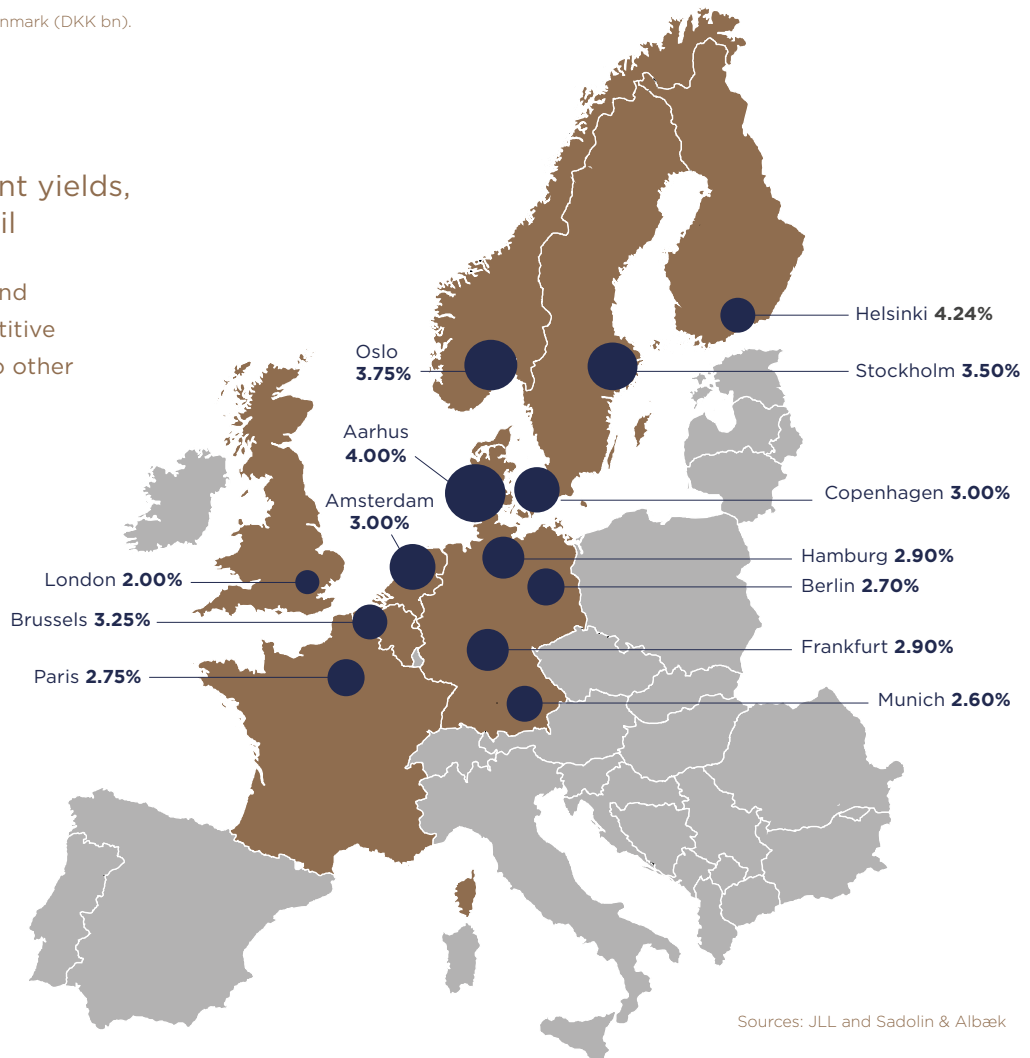 nmark (DKK bn).
nt yields,
il
nd
titive
o other
Helsinki 4.24%
Oslo
3.75%
Stockholm 3.50%
Aarhus
4.00%
Copenhagen 3.00%
Amsterdam
3.00%
Hamburg 2.90%
London 2.00%
Berlin 2.70%
Brussels 3.25%
Frankfurt 2.90%
Paris 2.75%
Munich 2.60%
Sources: JLL and Sadolin & Albæk